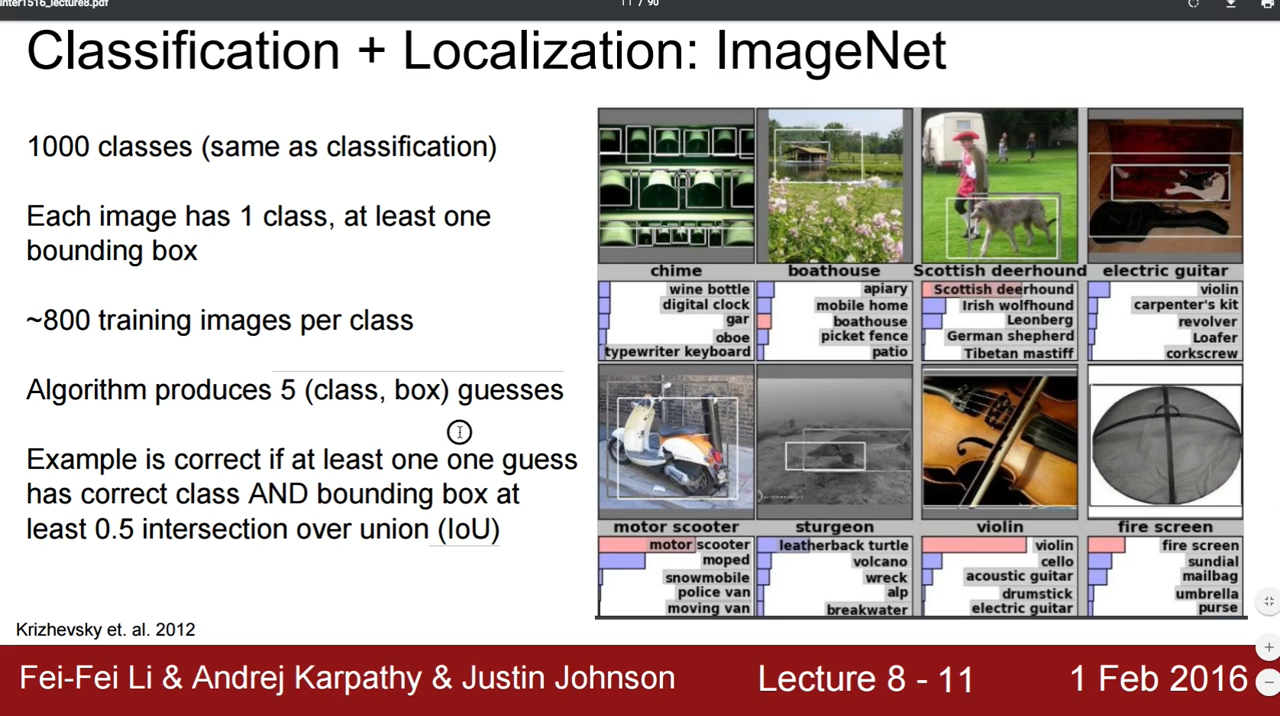 inter1516_lecture8.pdf
11 / 90
Classification + Localization: ImageNet
1000 classes (same as classification)
Each image has 1 class, at least one
bounding box
~800 training images per class
Algorithm produces 5 (class, box) guesses
Example is correct if at least one one guess
has correct class AND bounding box at
least 0.5 intersection over union (IoU)
Krizhevsky et. al. 2012
chime
wine bottle
digital clock
gar
oboe
typewriter keyboard
boathouse
apiary
mobile home
boathouse
picket fence
patio
Scottish deerhound
Scottish deerhound
Irish wolfhound
Leonberg
German shepherd
Tibetan mastiff
electric guitar
violin
carpenter's kit
revolver
Loafer
corkscrew
motor scooter
motor scooter
moped
snowmobile
police van
moving van
sturgeon
leatherback turtle
volcano
wreck
alp
breakwater
violin
violin
cello
acoustic guitar
drumstick
electric guitar
fire screen
fire screen
sundial
mailbag
umbrella
purse
Fei-Fei Li & Andrej Karpathy & Justin Johnson
Lecture 8 - 11
1 Feb 2016